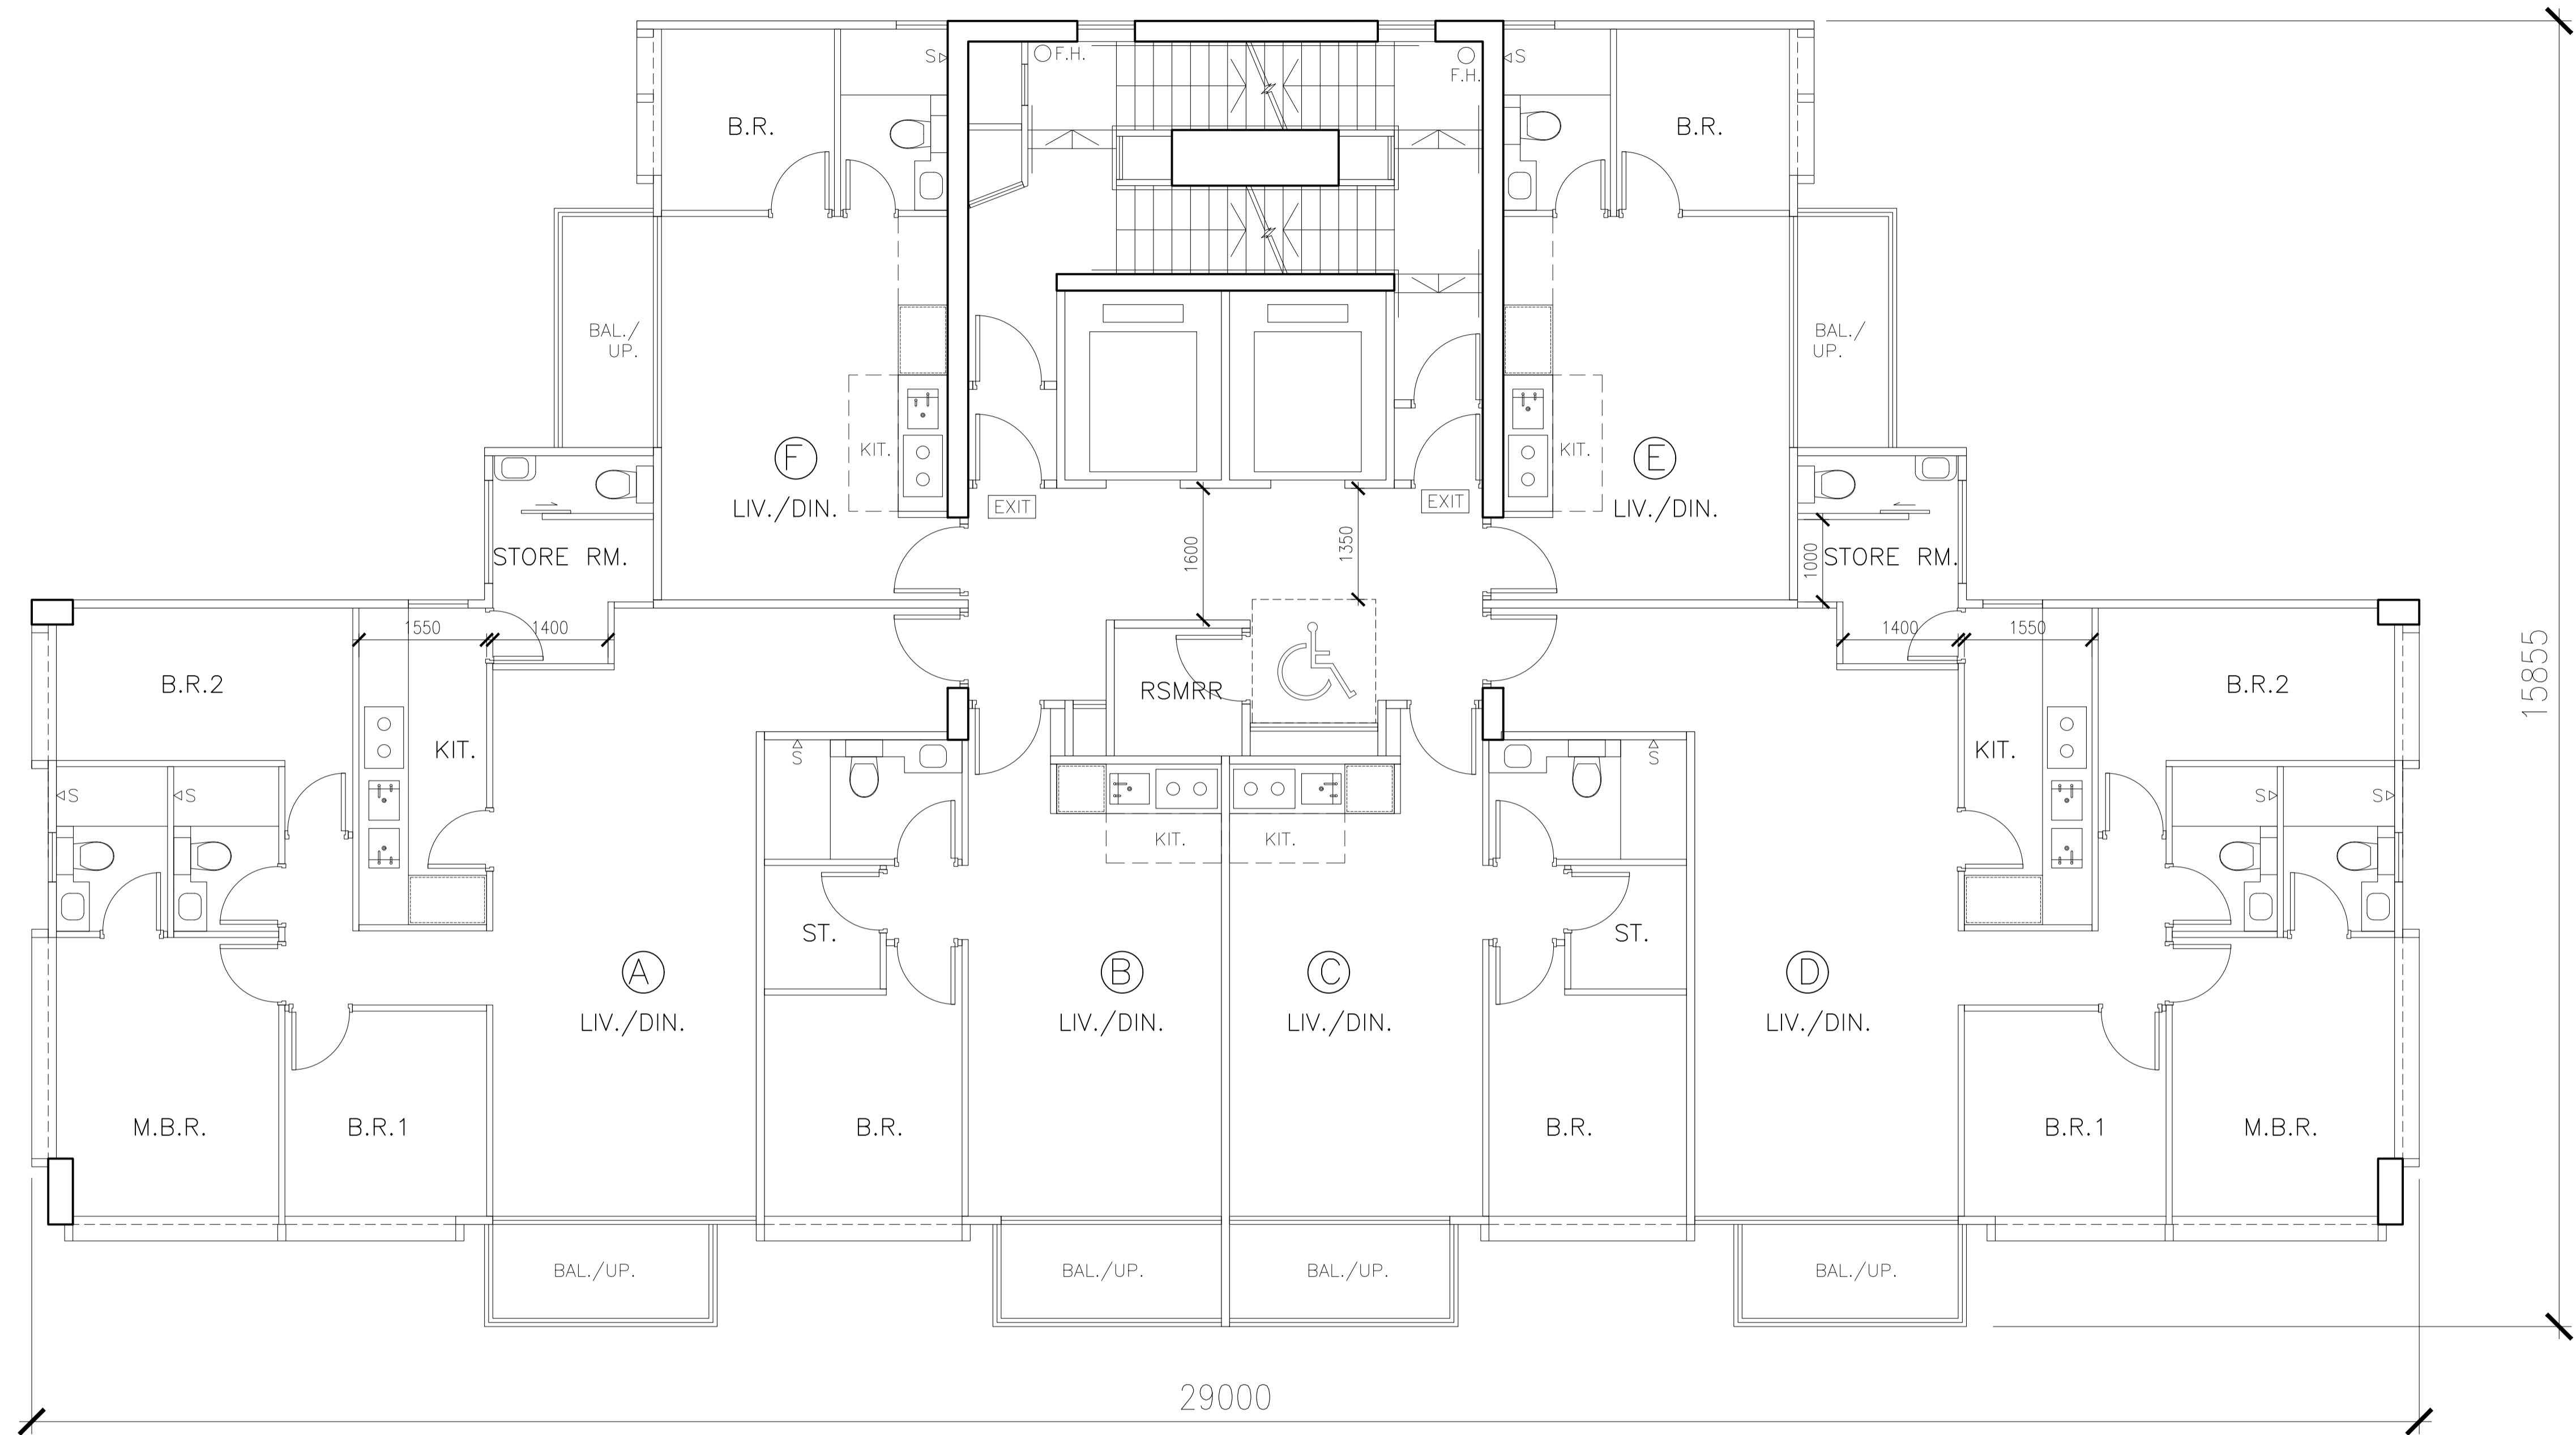 S
F.H.
F.H.
S
B.R.
B.R.
BAL./
UP.
BAL./
UP.
F
KIT.
KIT.
E
LIV./DIN.
EXIT
EXIT
LIV./DIN.
STORE RM.
1600
1350
1000
STORE RM.
1550
1400
1400
1550
15855
B.R.2
RSMRR
B.R.2
KIT.
S
S
KIT.
S
S
S
S
KIT.
KIT.
ST.
ST.
A
B
C
D
LIV./DIN.
LIV./DIN.
LIV./DIN.
LIV./DIN.
M.B.R.
B.R.1
B.R.
B.R.
B.R.1
M.B.R.
BAL./UP.
BAL./UP.
BAL./UP.
BAL./UP.
29000